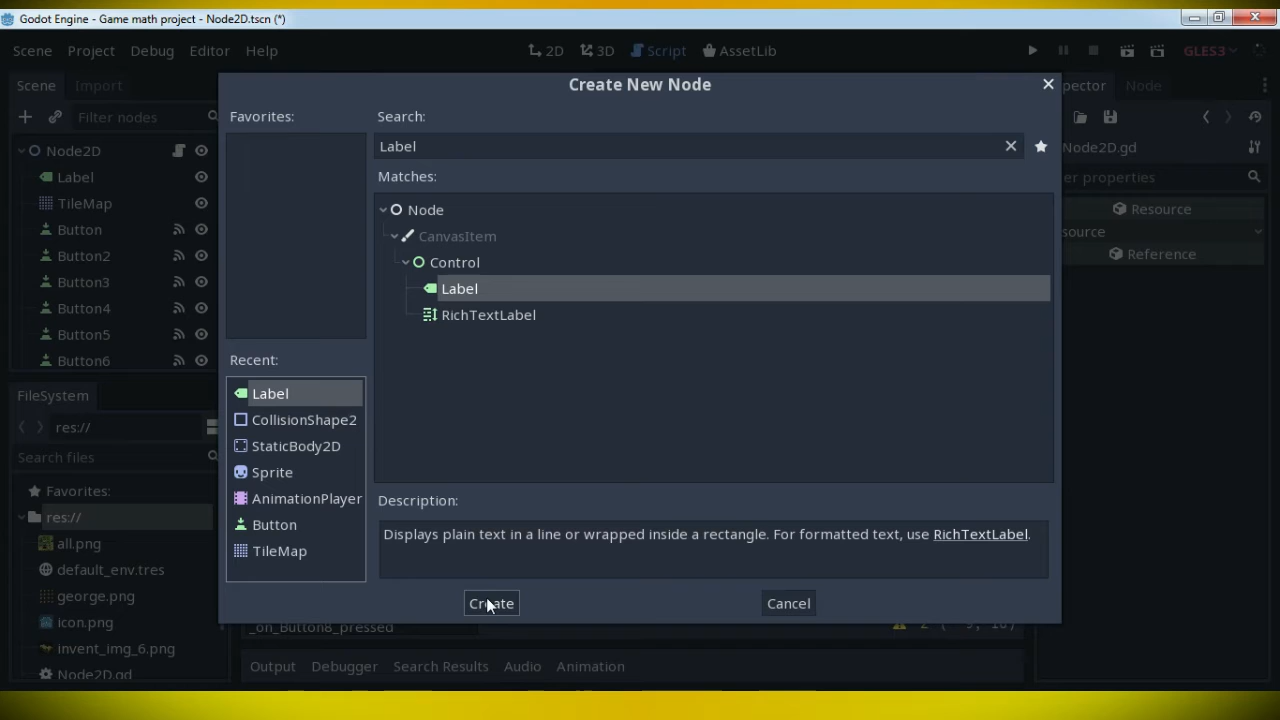 Godot Engine - Game math project - Node2D.tscn (*)
Scene Project Debug Editor Help
2D 3D Script AssetLib
GLES3
Scene Import
Filter nodes
Node2D
Label
TileMap
Button
Button2
Button3
Button4
Button5
Button6
FileSystem
res://
Search files
Favorites:
res://
all.png
default_env.tres
george.png
icon.png
invent_img_6.png
Node2D.gd
Create New Node
Favorites:
Recent:
Label
CollisionShape2
StaticBody2D
Sprite
AnimationPlayer
Button
TileMap
Search:
Label
Matches:
Node
CanvasItem
Control
Label
RichTextLabel
Description:
Displays plain text in a line or wrapped inside a rectangle. For formatted text, use RichTextLabel.
Create Cancel
_on_Button8_pressed
Output Debugger Search Results Audio Animation
pector Node
Node2D.gd
er properties
Resource
source
Reference